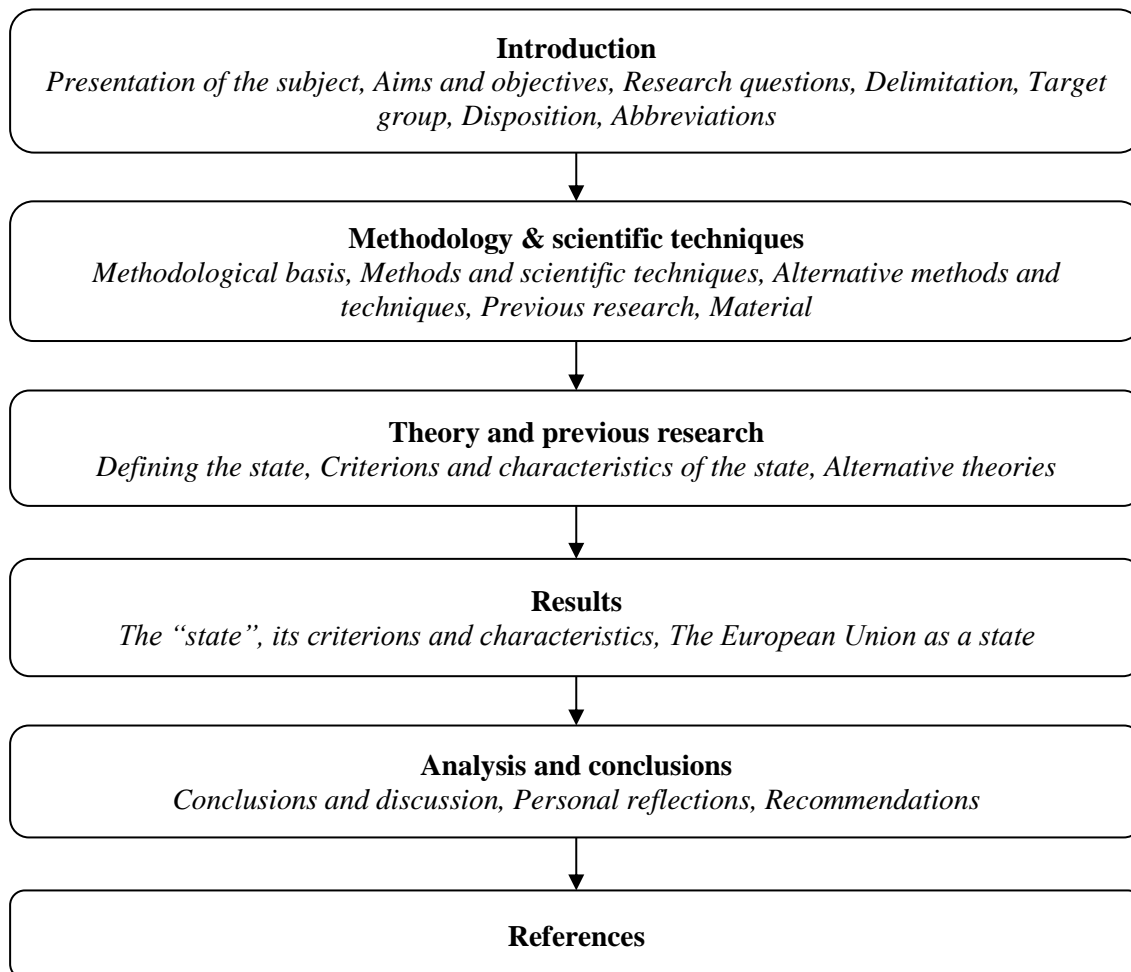 Introduction
Presentation of the subject, Aims and objectives, Research questions, Delimitation, Target
group, Disposition, Abbreviations
Methodology & scientific techniques
Methodological basis, Methods and scientific techniques, Alternative methods and
techniques, Previous research, Material
Theory and previous research
Defining the state, Criterions and characteristics of the state, Alternative theories
Results
The “state”, its criterions and characteristics, The European Union as a state
Analysis and conclusions
Conclusions and discussion, Personal reflections, Recommendations
References